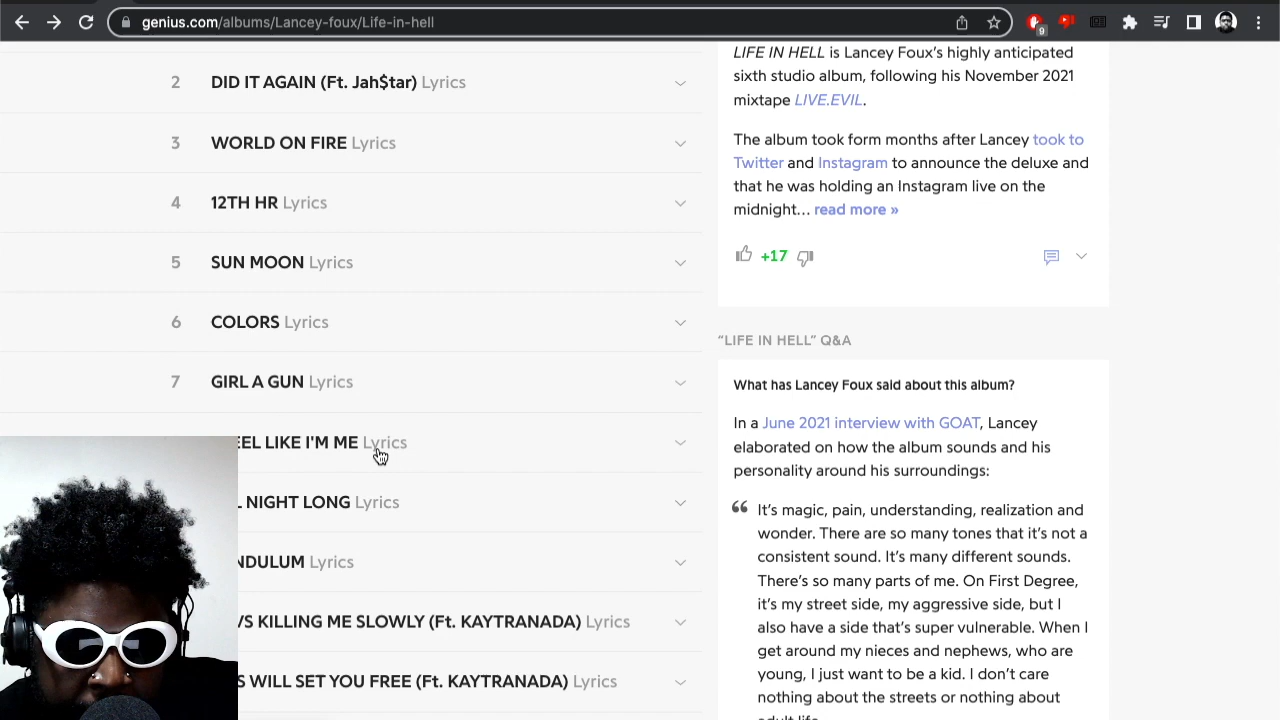 genius.com/albums/Lancey-foux/Life-in-hell
9
2 DID IT AGAIN (Ft. Jah$tar) Lyrics
3 WORLD ON FIRE Lyrics
4 12TH HR Lyrics
5 SUN MOON Lyrics
6 COLORS Lyrics
7 GIRL A GUN Lyrics
EEL LIKE I'M ME Lyrics
L NIGHT LONG Lyrics
NDULUM Lyrics
VS KILLING ME SLOWLY (Ft. KAYTRANADA) Lyrics
S WILL SET YOU FREE (Ft. KAYTRANADA) Lyrics
LIFE IN HELL is Lancey Foux's highly anticipated
sixth studio album, following his November 2021
mixtape LIVE.EVIL.
The album took form months after Lancey took to
Twitter and Instagram to announce the deluxe and
that he was holding an Instagram live on the
midnight... read more »
+17
"LIFE IN HELL" Q&A
What has Lancey Foux said about this album?
In a June 2021 interview with GOAT, Lancey
elaborated on how the album sounds and his
personality around his surroundings:
“ It's magic, pain, understanding, realization and
wonder. There are so many tones that it's not a
consistent sound. It's many different sounds.
There's so many parts of me. On First Degree,
it's my street side, my aggressive side, but I
also have a side that's super vulnerable. When I
get around my nieces and nephews, who are
young, I just want to be a kid. I don't care
nothing about the streets or nothing about